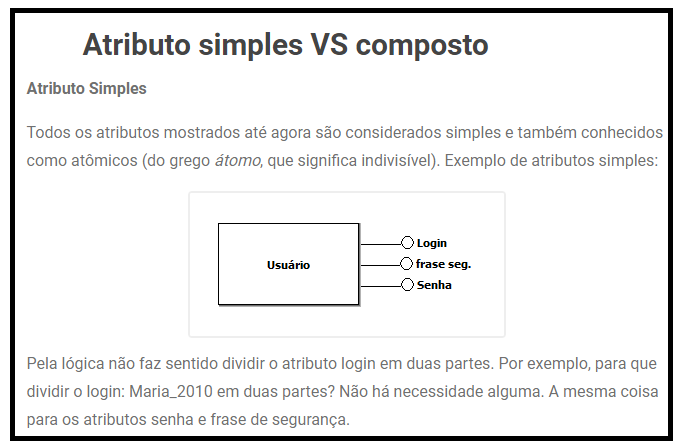 Atributo simples VS composto
Atributo Simples
Todos os atributos mostrados até agora são considerados simples e também conhecidos
como atômicos (do grego átomo, que significa indivisível). Exemplo de atributos simples:
Usuário
Login
frase seg.
Senha
Pela lógica não faz sentido dividir o atributo login em duas partes. Por exemplo, para que
dividir o login: Maria_2010 em duas partes? Não há necessidade alguma. A mesma coisa
para os atributos senha e frase de segurança.